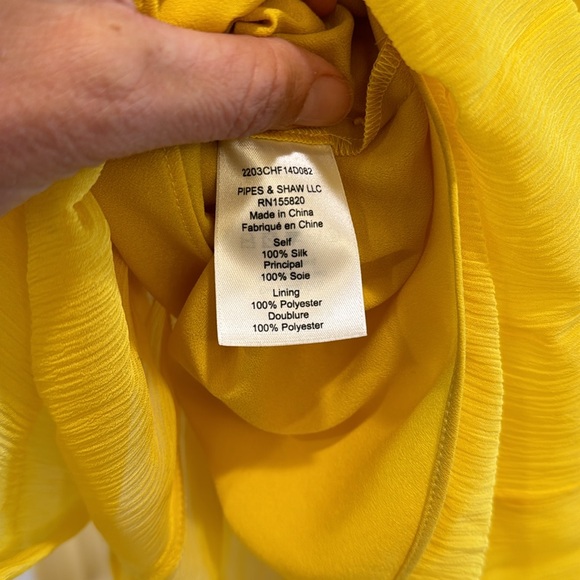 2203CHF14D082
PIPES & SHAW LLC
RN155820
Made in China
Fabriqué en Chine
Self
100% Silk
Principal
100% Soie
Lining
100% Polyester
Doublure
100% Polyester